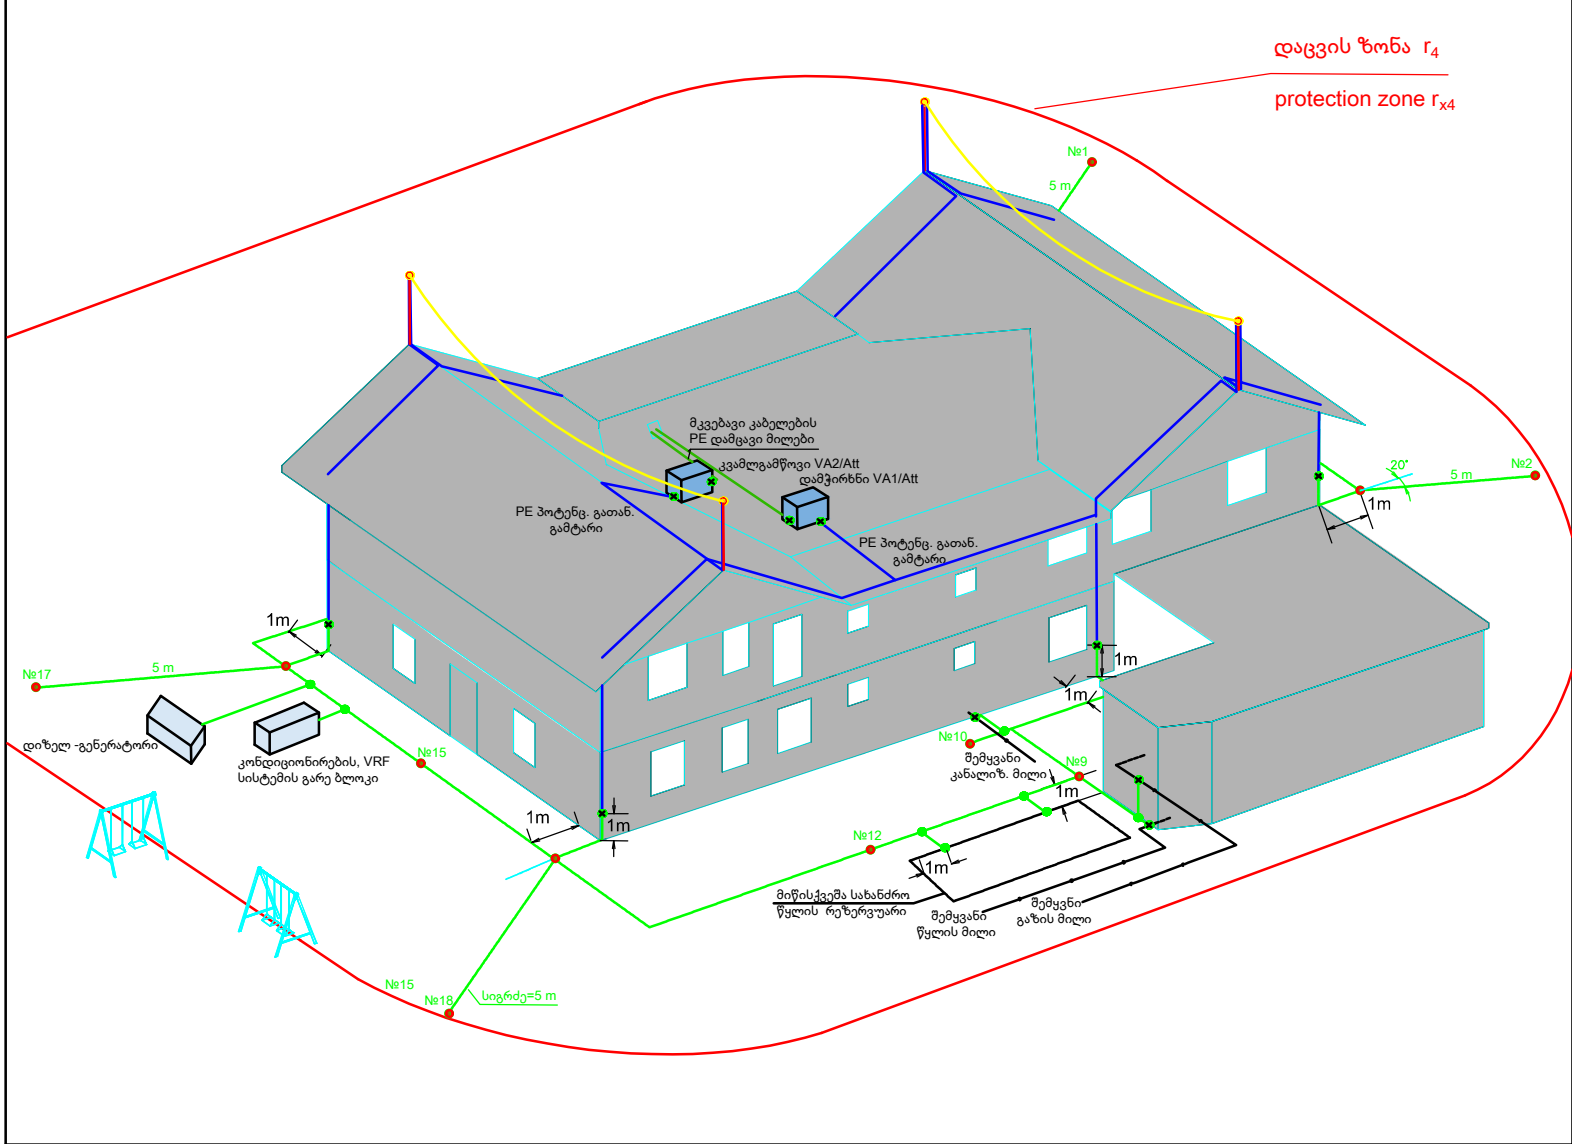 დაცვის ზონა r4
protection zone rx4
№1
5 m
მკვებავი კაბელების
PE დამცავი მილები
კვამლგამწოვი VA2/Att
დამჭირხნი VA1/Att
20°
№2
5 m
1m
PE პოტენც. გათან.
გამტარი
PE პოტენც. გათან.
გამტარი
1m
№17
5 m
1m
1m
დიზელ -გენერატორი
კონდიციონირების, VRF
სისტემის გარე ბლოკი
№15
№10
შემყვანი
კანალიზ. მილი
№9
1m
1m
1m
№12
1m
მიწისქვეშა სახანძრო
წყლის რეზერვუარი
შემყვანი
წყლის მილი
შემყვნი
გაზის მილი
№15
№18
სიგრძე=5 m